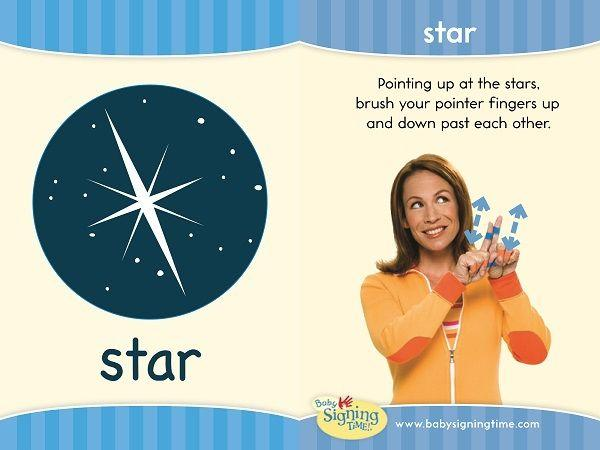 star
star
Pointing up at the stars,
brush your pointer fingers up
and down past each other.
Baby
Signing
TIME!
www.babysigningtime.com